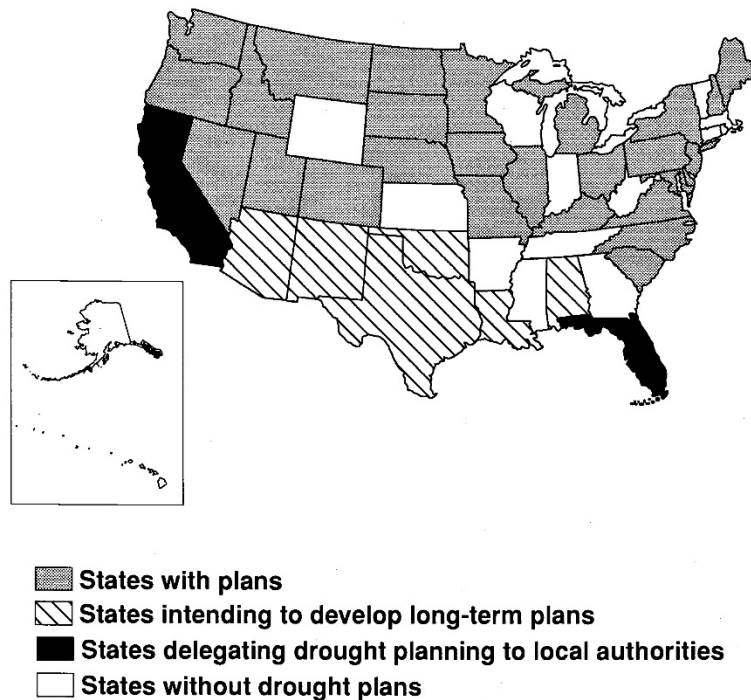 States with plans
States intending to develop long-term plans
States delegating drought planning to local authorities
States without drought plans